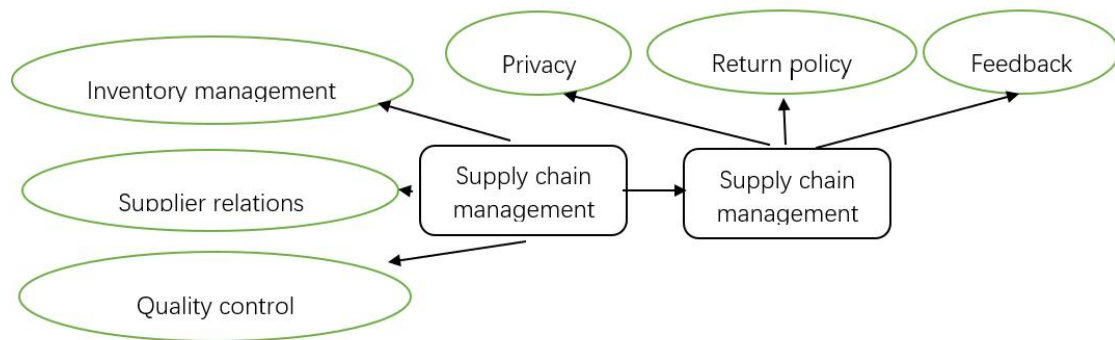 Privacy
Return policy
Feedback
Inventory management
Supply chain
management
Supply chain
management
Supplier relations
Quality control